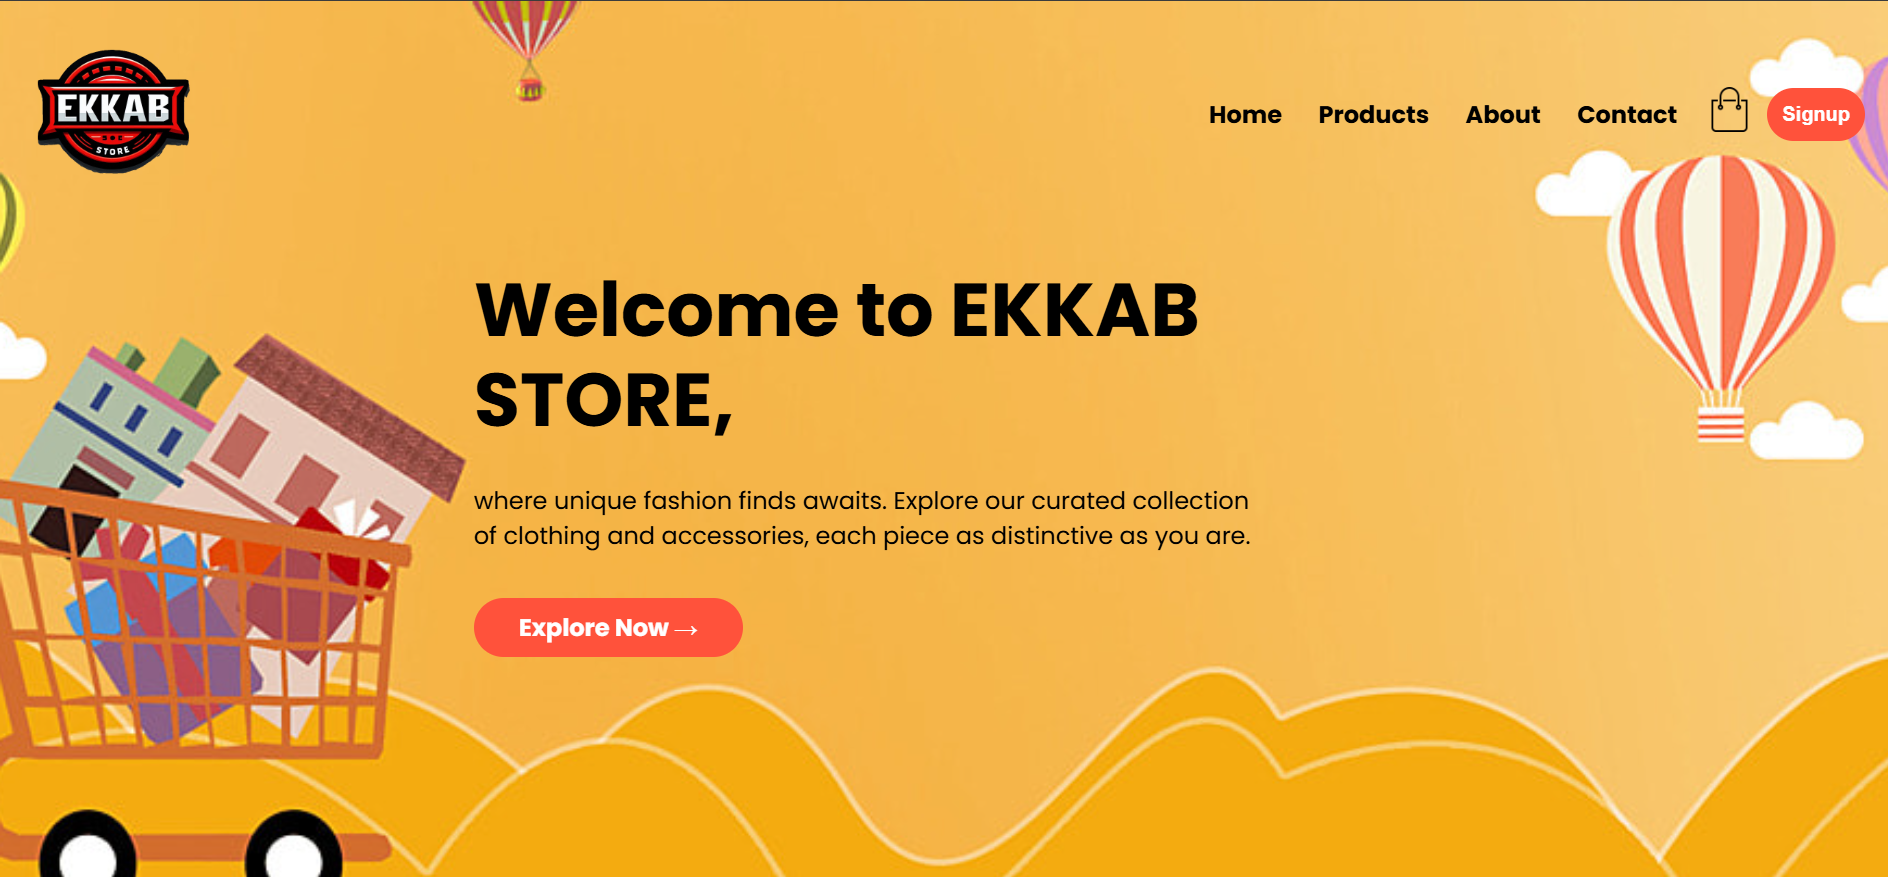 EKKAB
STORE
Home Products About Contact Signup
Welcome to EKKAB
STORE,
where unique fashion finds awaits. Explore our curated collection
of clothing and accessories, each piece as distinctive as you are.
Explore Now →